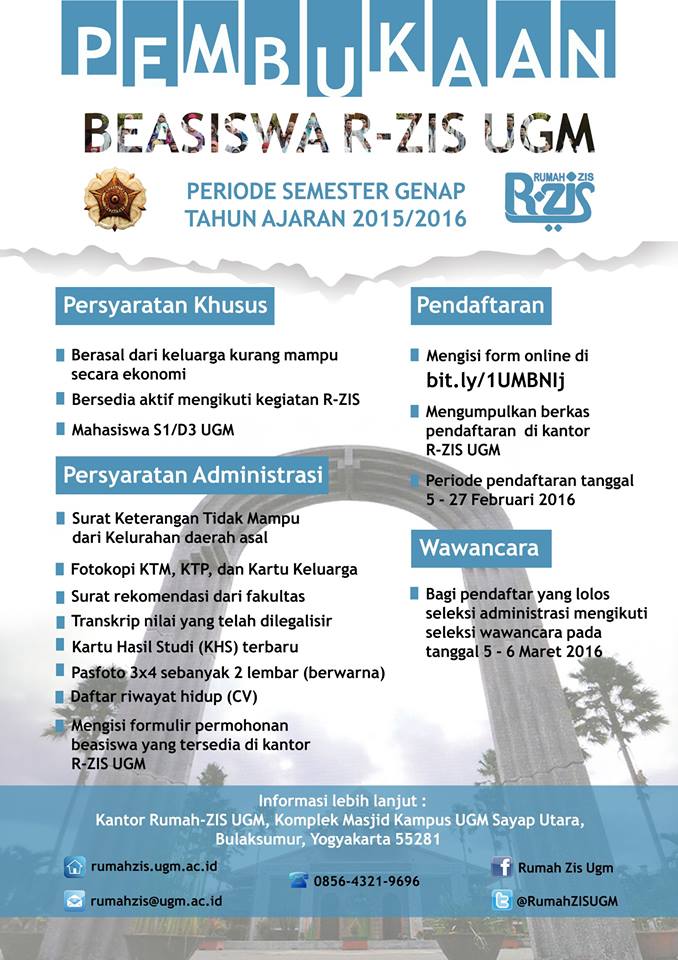 PEMBUKAAN
BEASISWA R-ZIS UGM
PERIODE SEMESTER GENAP
TAHUN AJARAN 2015/2016
RUMAH ZIS
R-ZiS
Persyaratan Khusus
Berasal dari keluarga kurang mampu
secara ekonomi
Bersedia aktif mengikuti kegiatan R-ZIS
Mahasiswa S1/D3 UGM
Persyaratan Administrasi
Surat Keterangan Tidak Mampu
dari Kelurahan daerah asal
Fotokopi KTM, KTP, dan Kartu Keluarga
Surat rekomendasi dari fakultas
Transkrip nilai yang telah dilegalisir
Kartu Hasil Studi (KHS) terbaru
Pasfoto 3x4 sebanyak 2 lembar (berwarna)
Daftar riwayat hidup (CV)
Mengisi formulir permohonan
beasiswa yang tersedia di kantor
R-ZIS UGM
Pendaftaran
Mengisi form online di
bit.ly/1UMBNIj
Mengumpulkan berkas
pendaftaran di kantor
R-ZIS UGM
Periode pendaftaran tanggal
5 - 27 Februari 2016
Wawancara
Bagi pendaftar yang lolos
seleksi administrasi mengikuti
seleksi wawancara pada
tanggal 5 - 6 Maret 2016
Informasi lebih lanjut :
Kantor Rumah-ZIS UGM, Komplek Masjid Kampus UGM Sayap Utara,
Bulaksumur, Yogyakarta 55281
rumahzis.ugm.ac.id
rumahzis@ugm.ac.id
0856-4321-9696
Rumah Zis Ugm
@RumahZISUGM